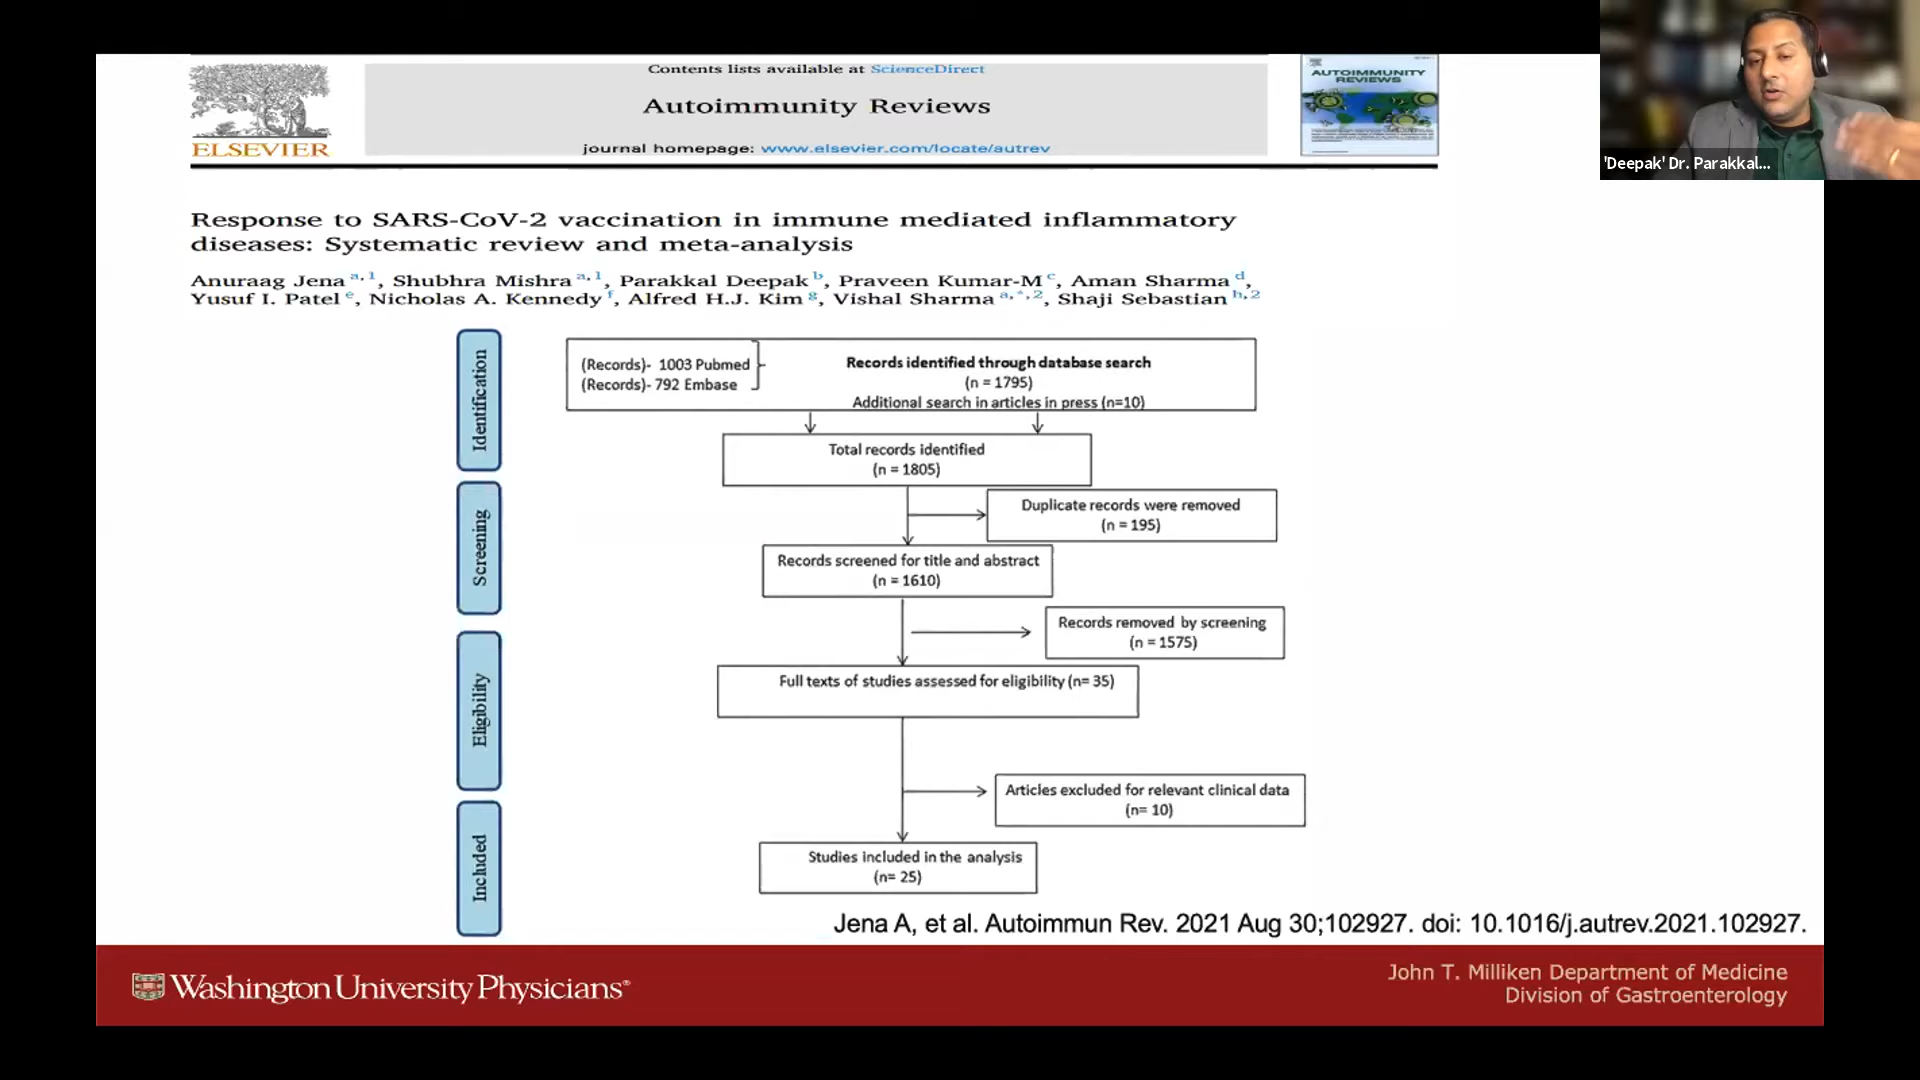 Contents lists available at ScienceDirect
Autoimmunity Reviews
journal homepage: www.elsevier.com/locate/autrev
ELSEVIER
AUTOIMMUNITY
REVIEWS
'Deepak' Dr. Parakkal...
Response to SARS-CoV-2 vaccination in immune mediated inflammatory
diseases: Systematic review and meta-analysis
Anuraag Jena a,1, Shubhra Mishra a,1, Parakkal Deepak b, Praveen Kumar-M c, Aman Sharma d,
Yusuf I. Patel e, Nicholas A. Kennedy f, Alfred H.J. Kim g, Vishal Sharma a,*,2, Shaji Sebastian h,2
Identification
(Records)- 1003 Pubmed
(Records)- 792 Embase
Records identified through database search
(n = 1795)
Additional search in articles in press (n=10)
Total records identified
(n = 1805)
Screening
Duplicate records were removed
(n = 195)
Records screened for title and abstract
(n = 1610)
Records removed by screening
(n = 1575)
Eligibility
Full texts of studies assessed for eligibility (n= 35)
Articles excluded for relevant clinical data
(n= 10)
Included
Studies included in the analysis
(n= 25)
Jena A, et al. Autoimmun Rev. 2021 Aug 30;102927. doi: 10.1016/j.autrev.2021.102927.
Washington University Physicians®
John T. Milliken Department of Medicine
Division of Gastroenterology